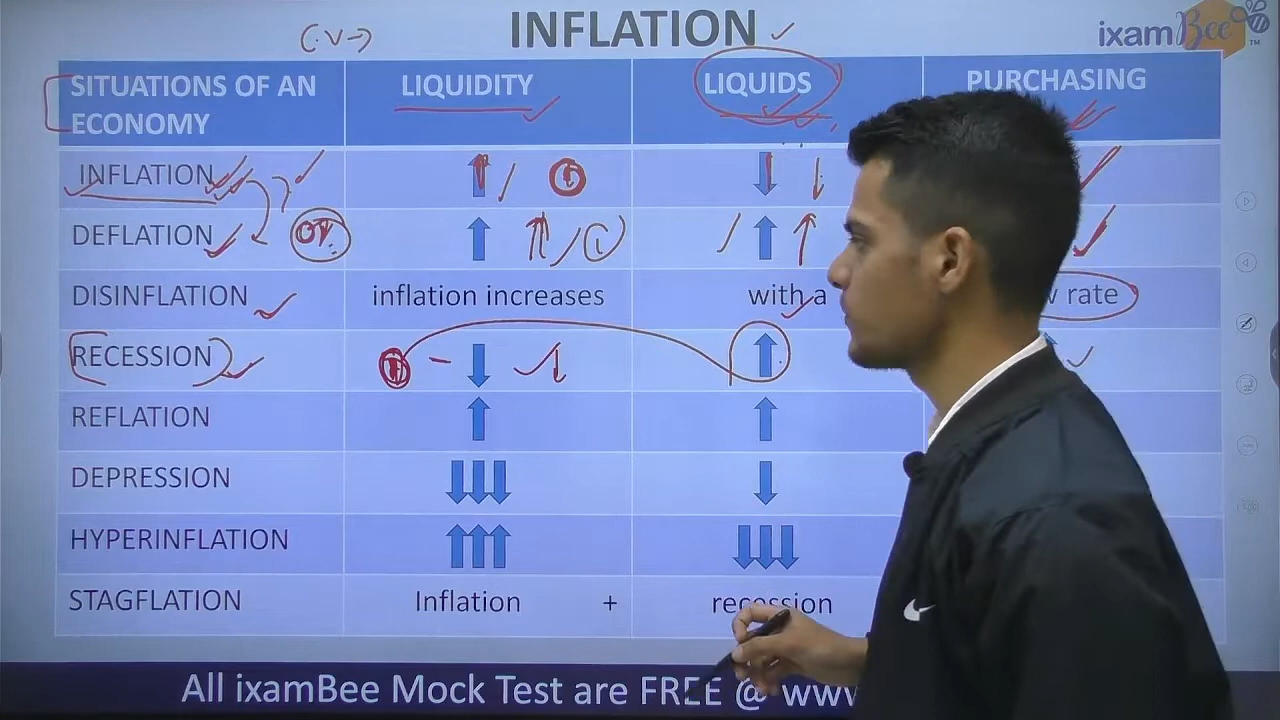 INFLATION
ixamBee
TM
SITUATIONS OF AN
ECONOMY
LIQUIDITY
LIQUIDS
PURCHASING
INFLATION
DEFLATION
DISINFLATION
inflation increases
with a
rate
RECESSION
REFLATION
DEPRESSION
HYPERINFLATION
STAGFLATION
Inflation
+
recession
All ixamBee Mock Test are FREE @